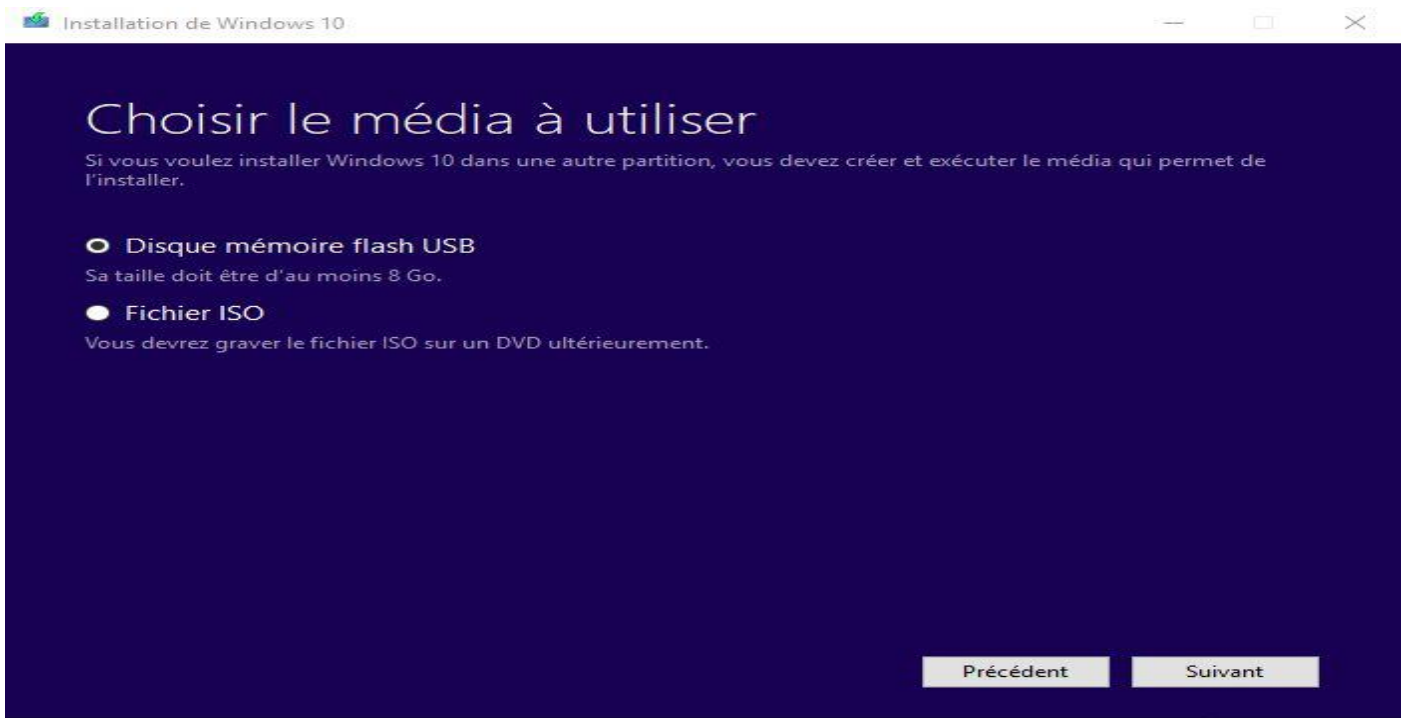 Installation de Windows 10
Choisir le média à utiliser
Si vous voulez installer Windows 10 dans une autre partition, vous devez créer et exécuter le média qui permet de
l'installer.
Disque mémoire flash USB
Sa taille doit être d'au moins 8 Go.
Fichier ISO
Vous devrez graver le fichier ISO sur un DVD ultérieurement.
Précédent Suivant